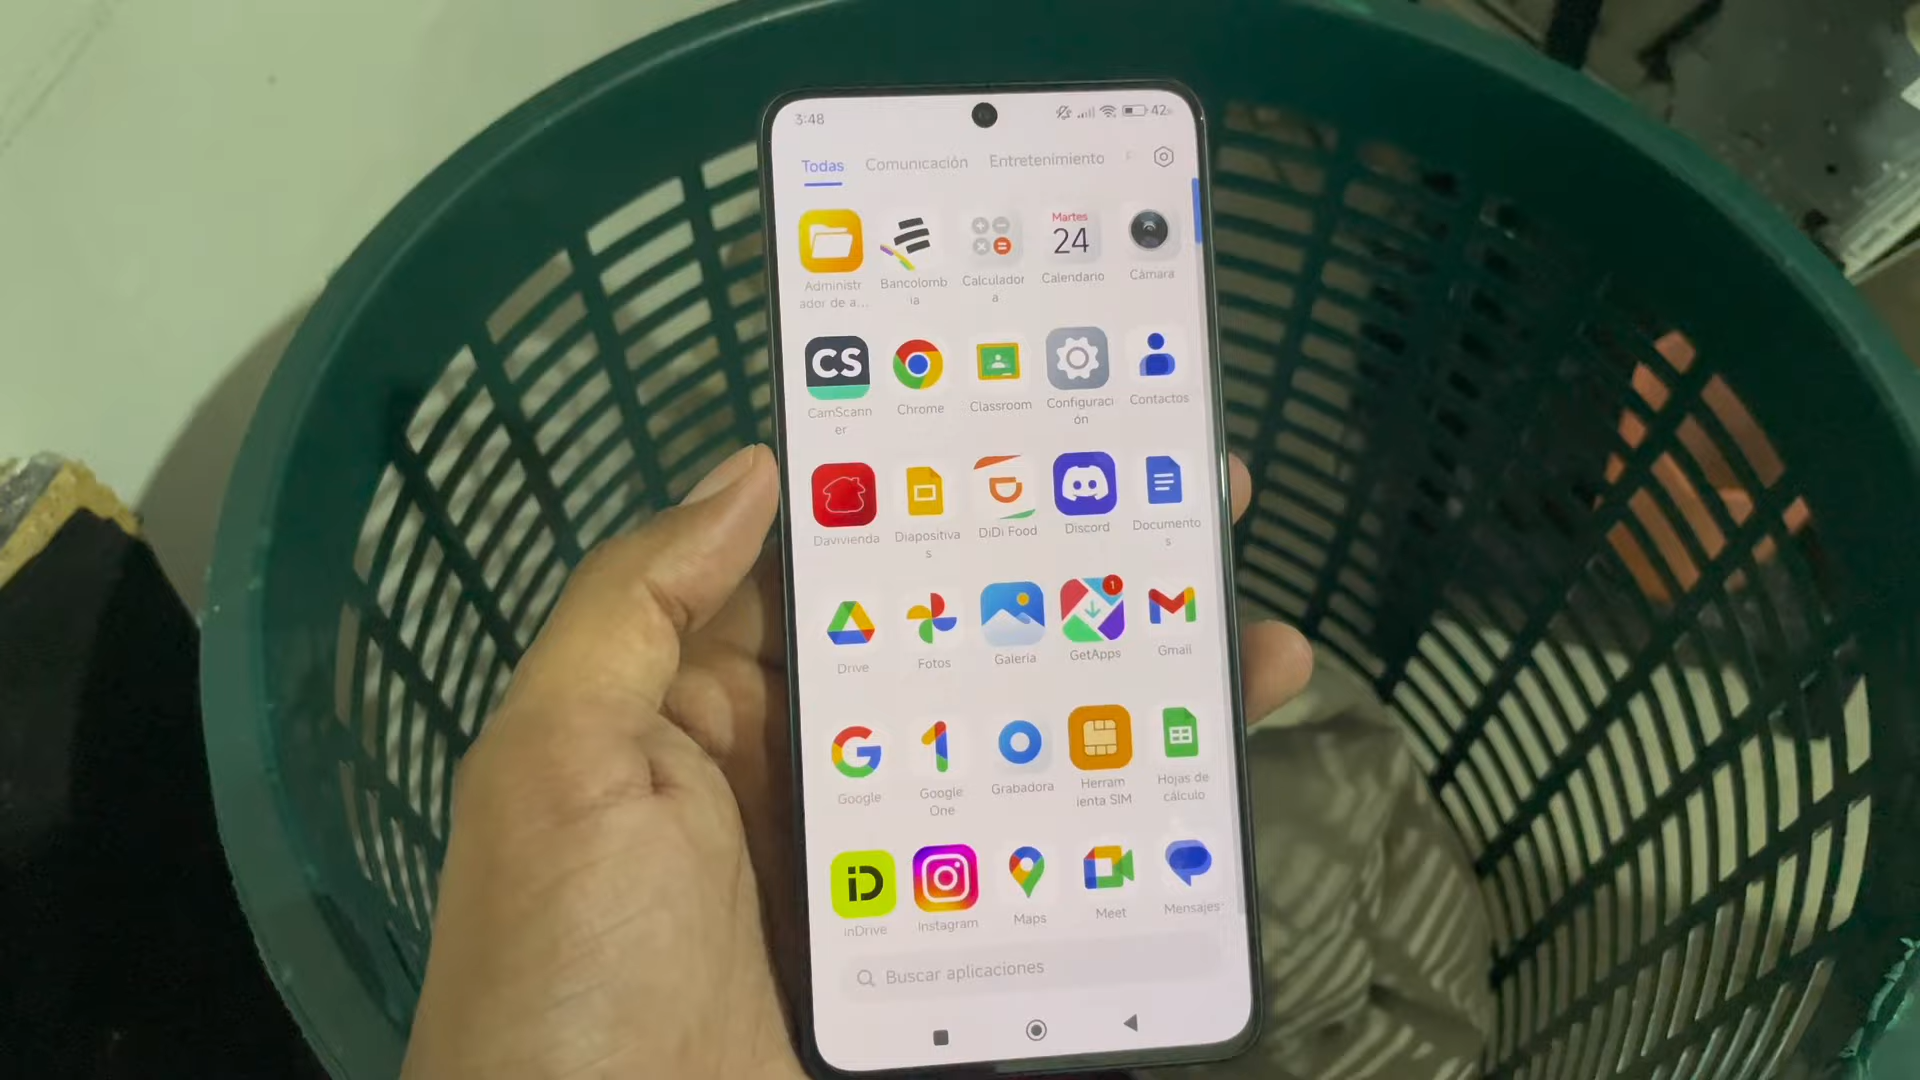 3:48
42
Todas Comunicación Entretenimiento
Martes
24
Administr
ador de a...
Bancolomb
ia
Calculador
a
Calendario
Cámara
CS
CamScann
er
Chrome
Classroom
Configuraci
ón
Contactos
Davivienda
Diapositiva
s
DiDi Food
Discord
Documento
s
1
Drive
Fotos
Galería
GetApps
Gmail
Google
Google
One
Grabadora
Herram
ienta SIM
Hojas de
cálculo
iD
inDrive
Instagram
Maps
Meet
Mensajes
Buscar aplicaciones